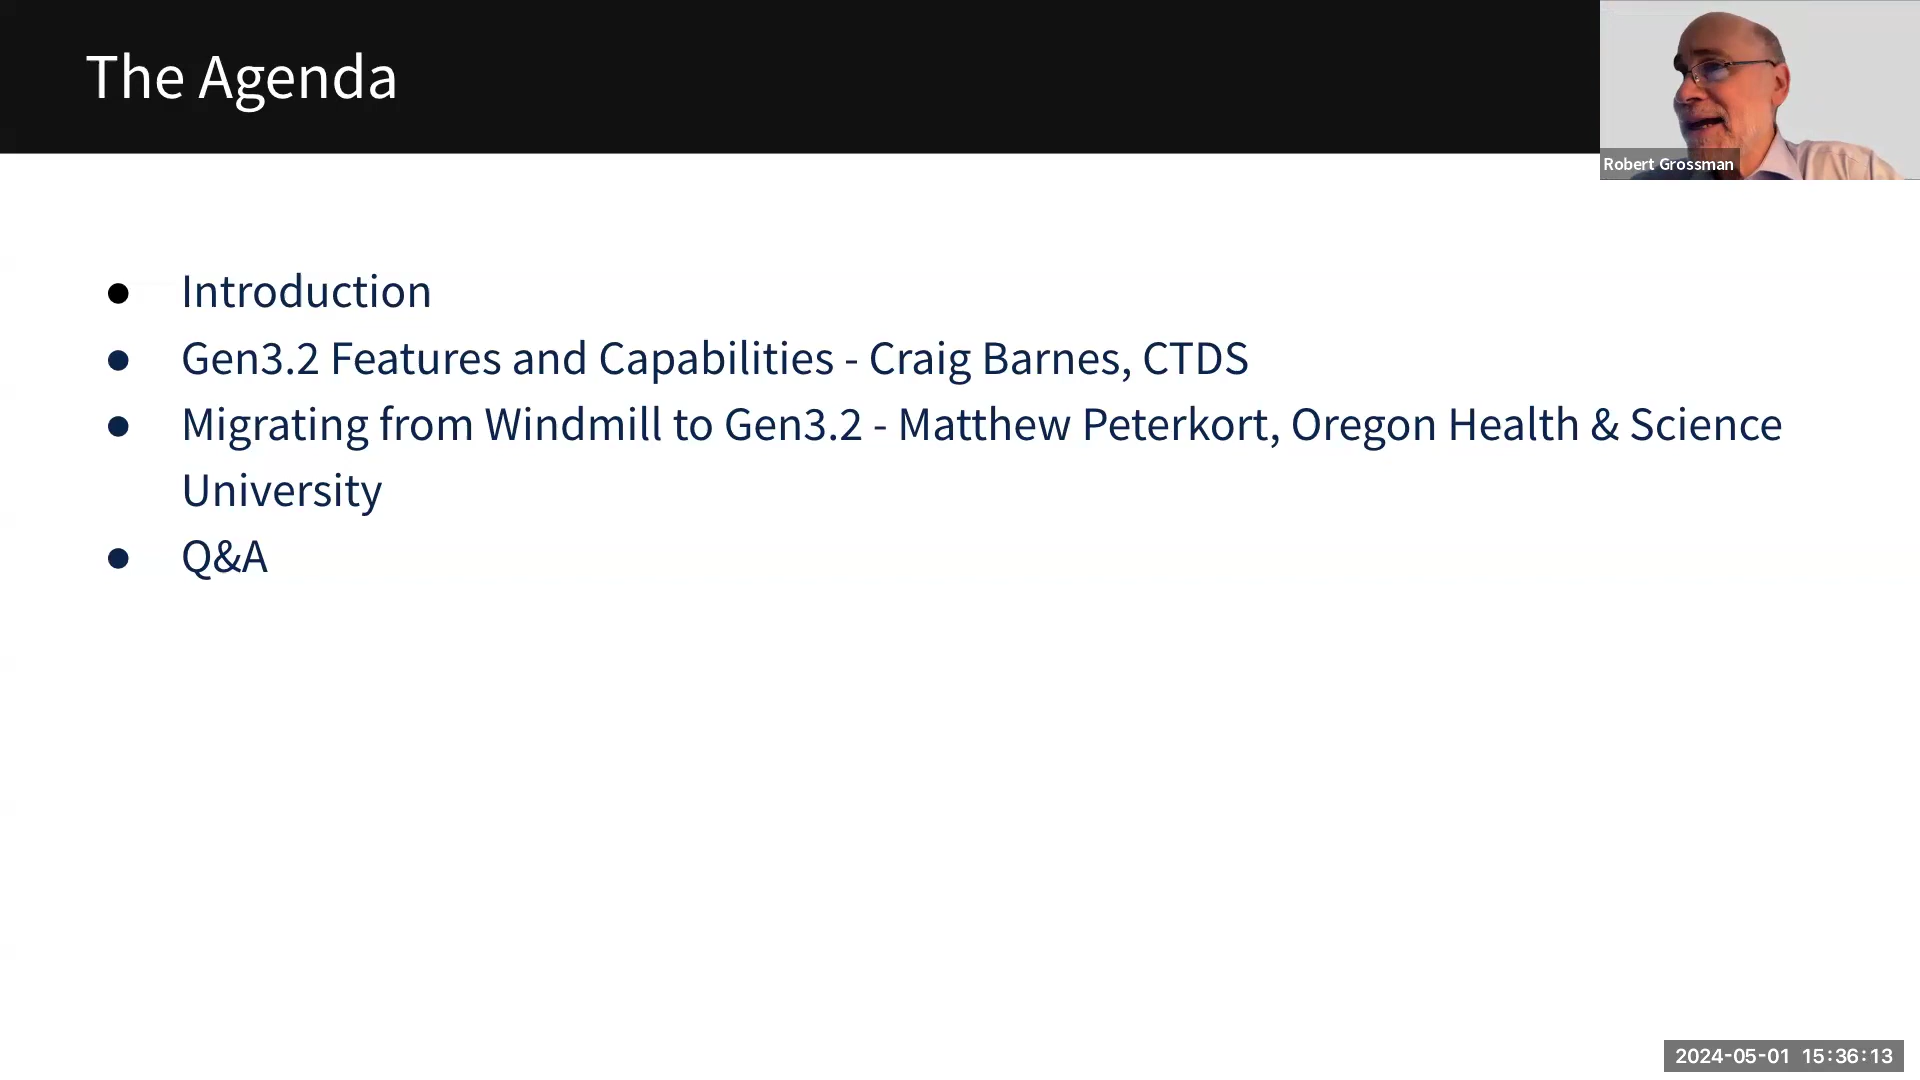 The Agenda
Robert Grossman
● Introduction
● Gen3.2 Features and Capabilities - Craig Barnes, CTDS
● Migrating from Windmill to Gen3.2 - Matthew Peterkort, Oregon Health & Science
University
● Q&A
2024-05-01 15:36:13